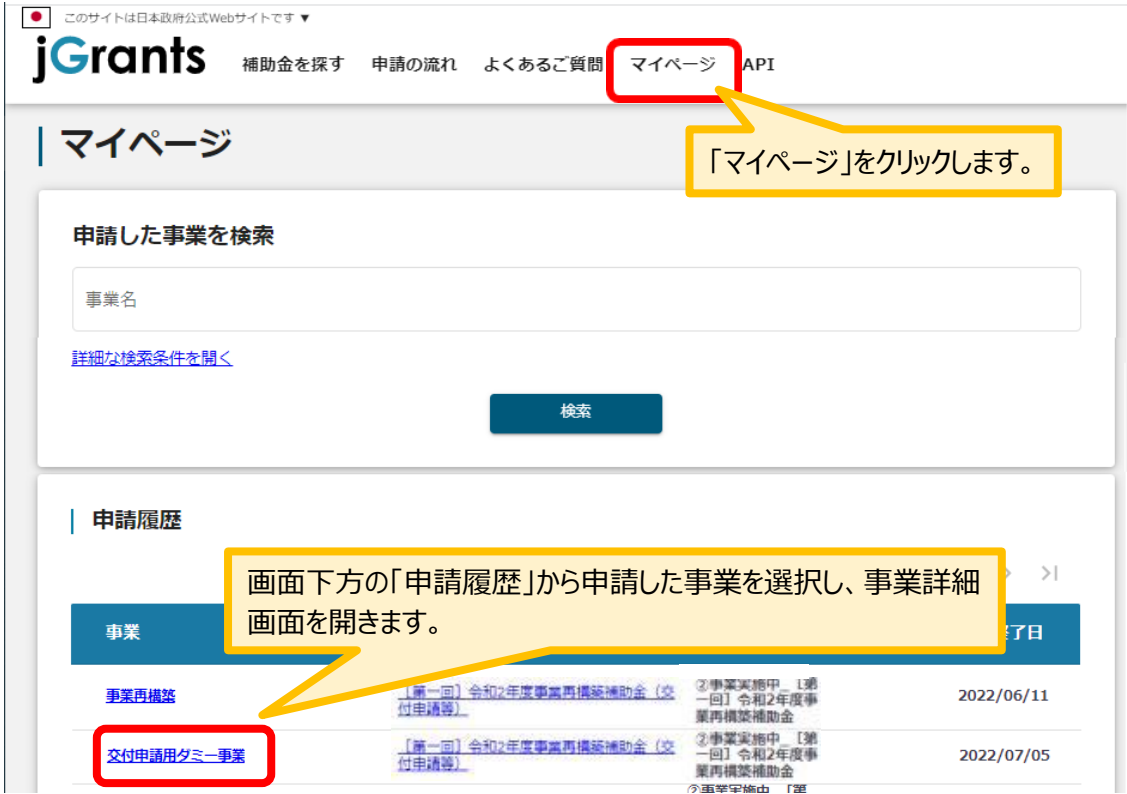 このサイトは日本政府公式Webサイトです ▼
jGrants 補助金を探す 申請の流れ よくあるご質問 マイページ API
マイページ
「マイページ」をクリックします。
申請した事業を検索
事業名
詳細な検索条件を開く
検索
申請履歴
画面下方の「申請履歴」から申請した事業を選択し、事業詳細
画面を開きます。
事業 了日
事業再構築
［第一回］令和2年度事業再構築補助金（交
付申請等）
②事業実施中_［第
一回］令和2年度事
業再構築補助金
2022/06/11
交付申請用ダミー事業
［第一回］令和2年度事業再構築補助金（交
付申請等）
②事業実施中_［第
一回］令和2年度事
業再構築補助金
2022/07/05
②事業実施中_［第